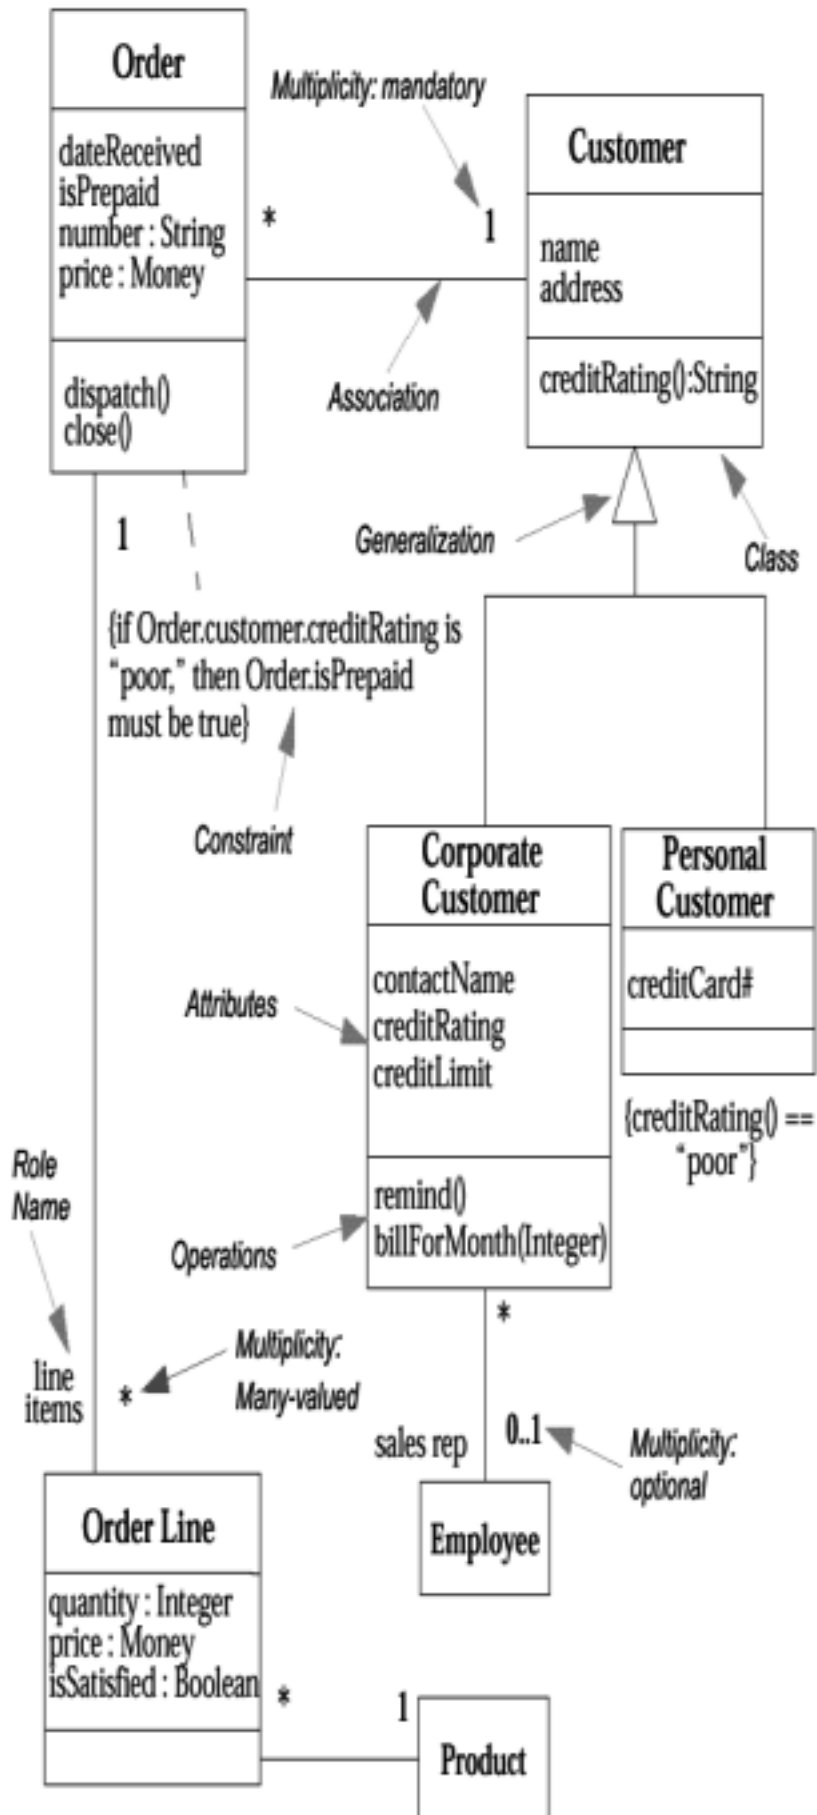 Order
dateReceived
isPrepaid
number : String
price : Money
dispatch()
close()
Multiplicity: mandatory
*
1
Association
Customer
name
address
creditRating():String
Generalization
Class
1
{if Order.customer.creditRating is
“poor,” then Order.isPrepaid
must be true}
Constraint
Corporate
Customer
contactName
creditRating
creditLimit
remind()
billForMonth(Integer)
Personal
Customer
creditCard#
{creditRating() ==
“poor”}
Attributes
Operations
Role
Name
line
items
*
Multiplicity:
Many-valued
*
sales rep
0..1
Multiplicity:
optional
Employee
Order Line
quantity : Integer
price : Money
isSatisfied : Boolean
*
1
Product